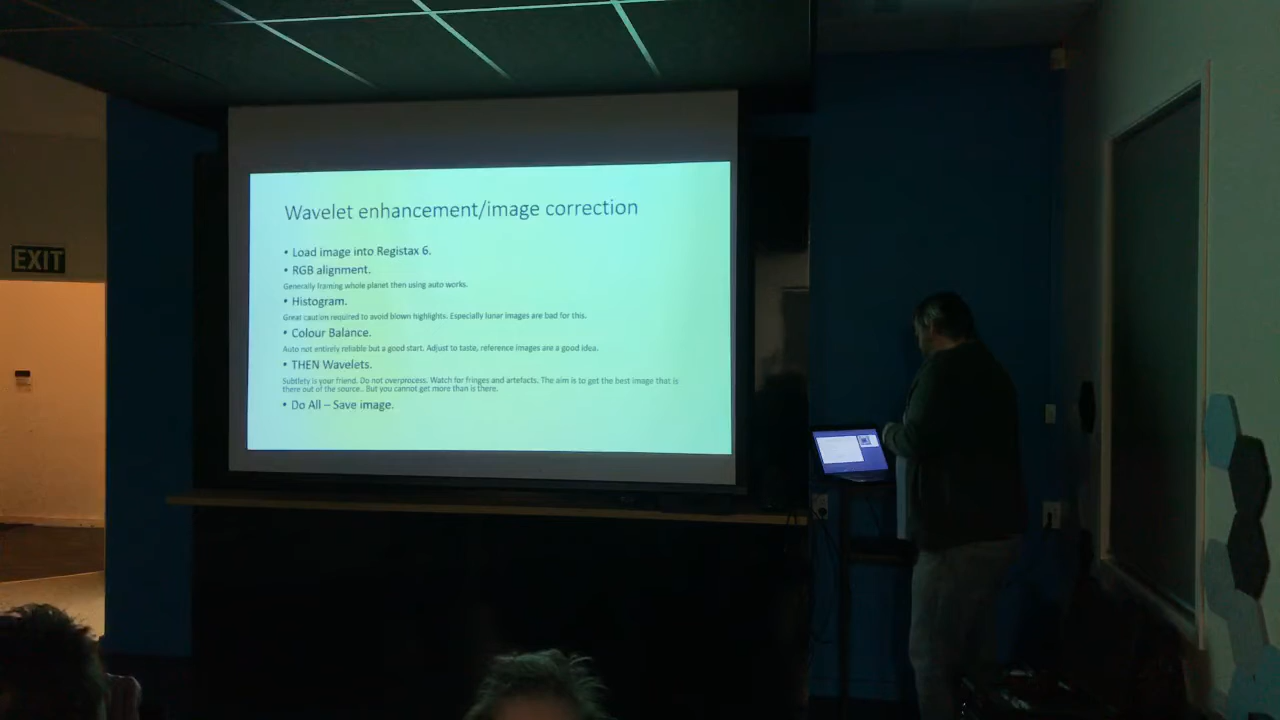 Wavelet enhancement/image correction
• Load image into Registax 6.
• RGB alignment.
Generally framing whole planet then using auto works.
• Histogram.
Great caution required to avoid blown highlights. Especially lunar images are bad for this.
• Colour Balance.
Auto not entirely reliable but a good start. Adjust to taste, reference images are a good idea.
• THEN Wavelets.
Subtlety is your friend. Do not overprocess. Watch for fringes and artefacts. The aim is to get the best image that is
there out of the source. But you cannot get more than is there.
• Do All – Save image.
EXIT